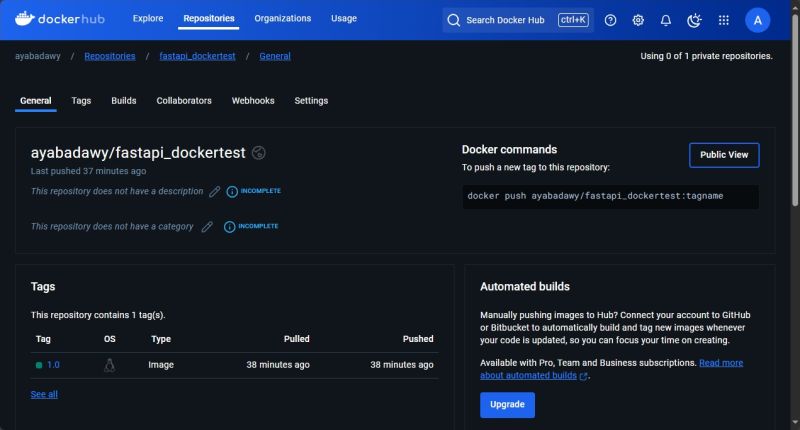 dockerhub Explore Repositories Organizations Usage Search Docker Hub ctrl+K A
ayabadawy / Repositories / fastapi_dockertest / General Using 0 of 1 private repositories.
General Tags Builds Collaborators Webhooks Settings
ayabadawy/fastapi_dockertest
Last pushed 37 minutes ago
This repository does not have a description INCOMPLETE
This repository does not have a category INCOMPLETE
Docker commands
To push a new tag to this repository:
Public View
docker push ayabadawy/fastapi_dockertest:tagname
Tags
This repository contains 1 tag(s).
Tag OS Type Pulled Pushed
1.0 Image 38 minutes ago 38 minutes ago
See all
Automated builds
Manually pushing images to Hub? Connect your account to GitHub
or Bitbucket to automatically build and tag new images whenever
your code is updated, so you can focus your time on creating.
Available with Pro, Team and Business subscriptions. Read more
about automated builds.
Upgrade